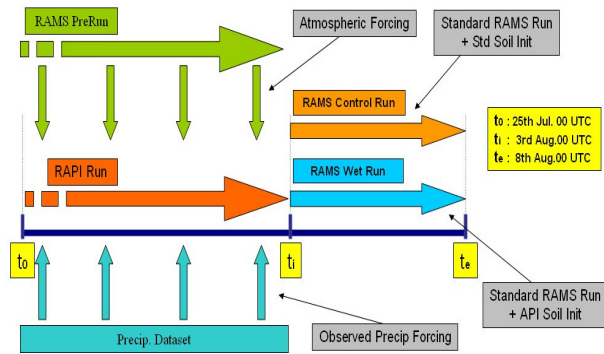 RAMS PreRun
Atmospheric Forcing
Standard RAMS Run
+ Std Soil Init
RAMS Control Run
to : 25th Jul. 00 UTC
ti : 3rd Aug. 00 UTC
te : 8th Aug. 00 UTC
RAPI Run
RAMS Wet Run
to
ti
te
Standard RAMS Run
+ API Soil Init
Precip. Dataset
Observed Precip Forcing